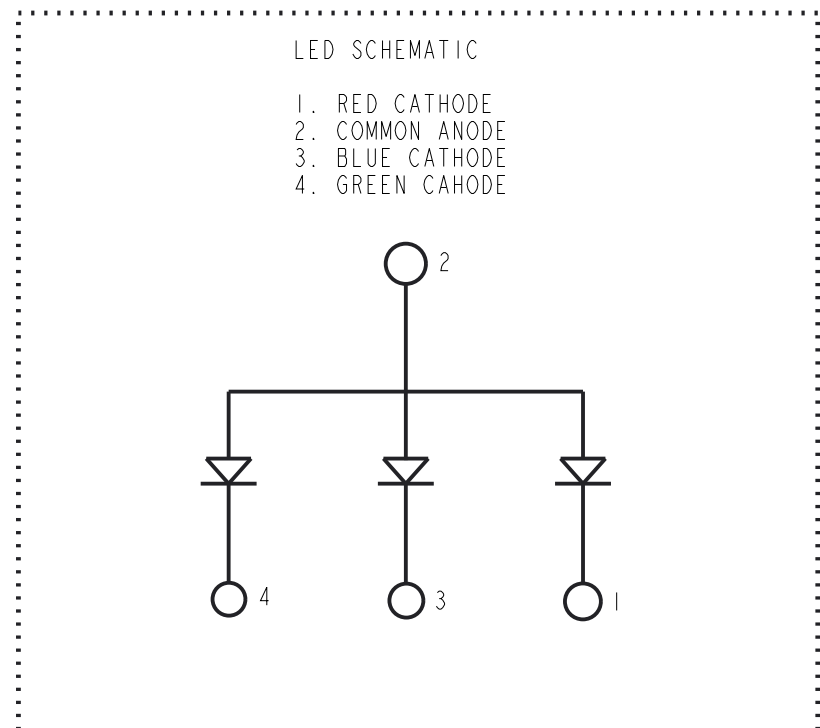 LED SCHEMATIC
1. RED CATHODE
2. COMMON ANODE
3. BLUE CATHODE
4. GREEN CAHODE
2
4
3
1